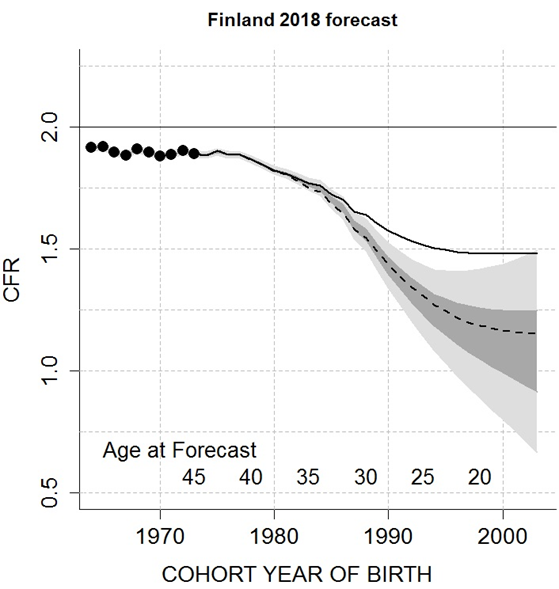 Finland 2018 forecast
2.0
1.5
1.0
0.5
CFR
Age at Forecast
45 40 35 30 25 20
1970 1980 1990 2000
COHORT YEAR OF BIRTH